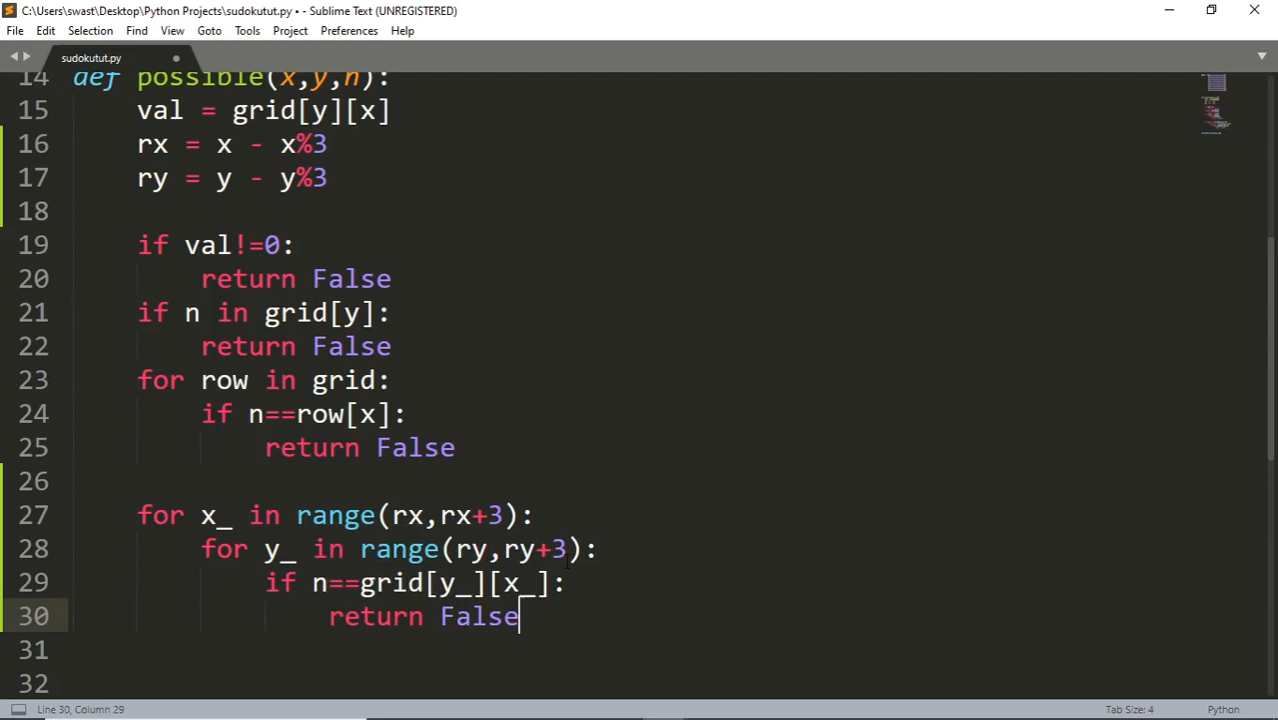 C:\Users\swast\Desktop\Python Projects\sudokutut.py • - Sublime Text (UNREGISTERED)
File Edit Selection Find View Goto Tools Project Preferences Help
sudokutut.py
14 def possible(x,y,n):
15 val = grid[y][x]
16 rx = x - x%3
17 ry = y - y%3
18
19 if val!=0:
20 return False
21 if n in grid[y]:
22 return False
23 for row in grid:
24 if n==row[x]:
25 return False
26
27 for x_ in range(rx,rx+3):
28 for y_ in range(ry,ry+3):
29 if n==grid[y_][x_]:
30 return False
31
32
Line 30, Column 29 Tab Size: 4 Python